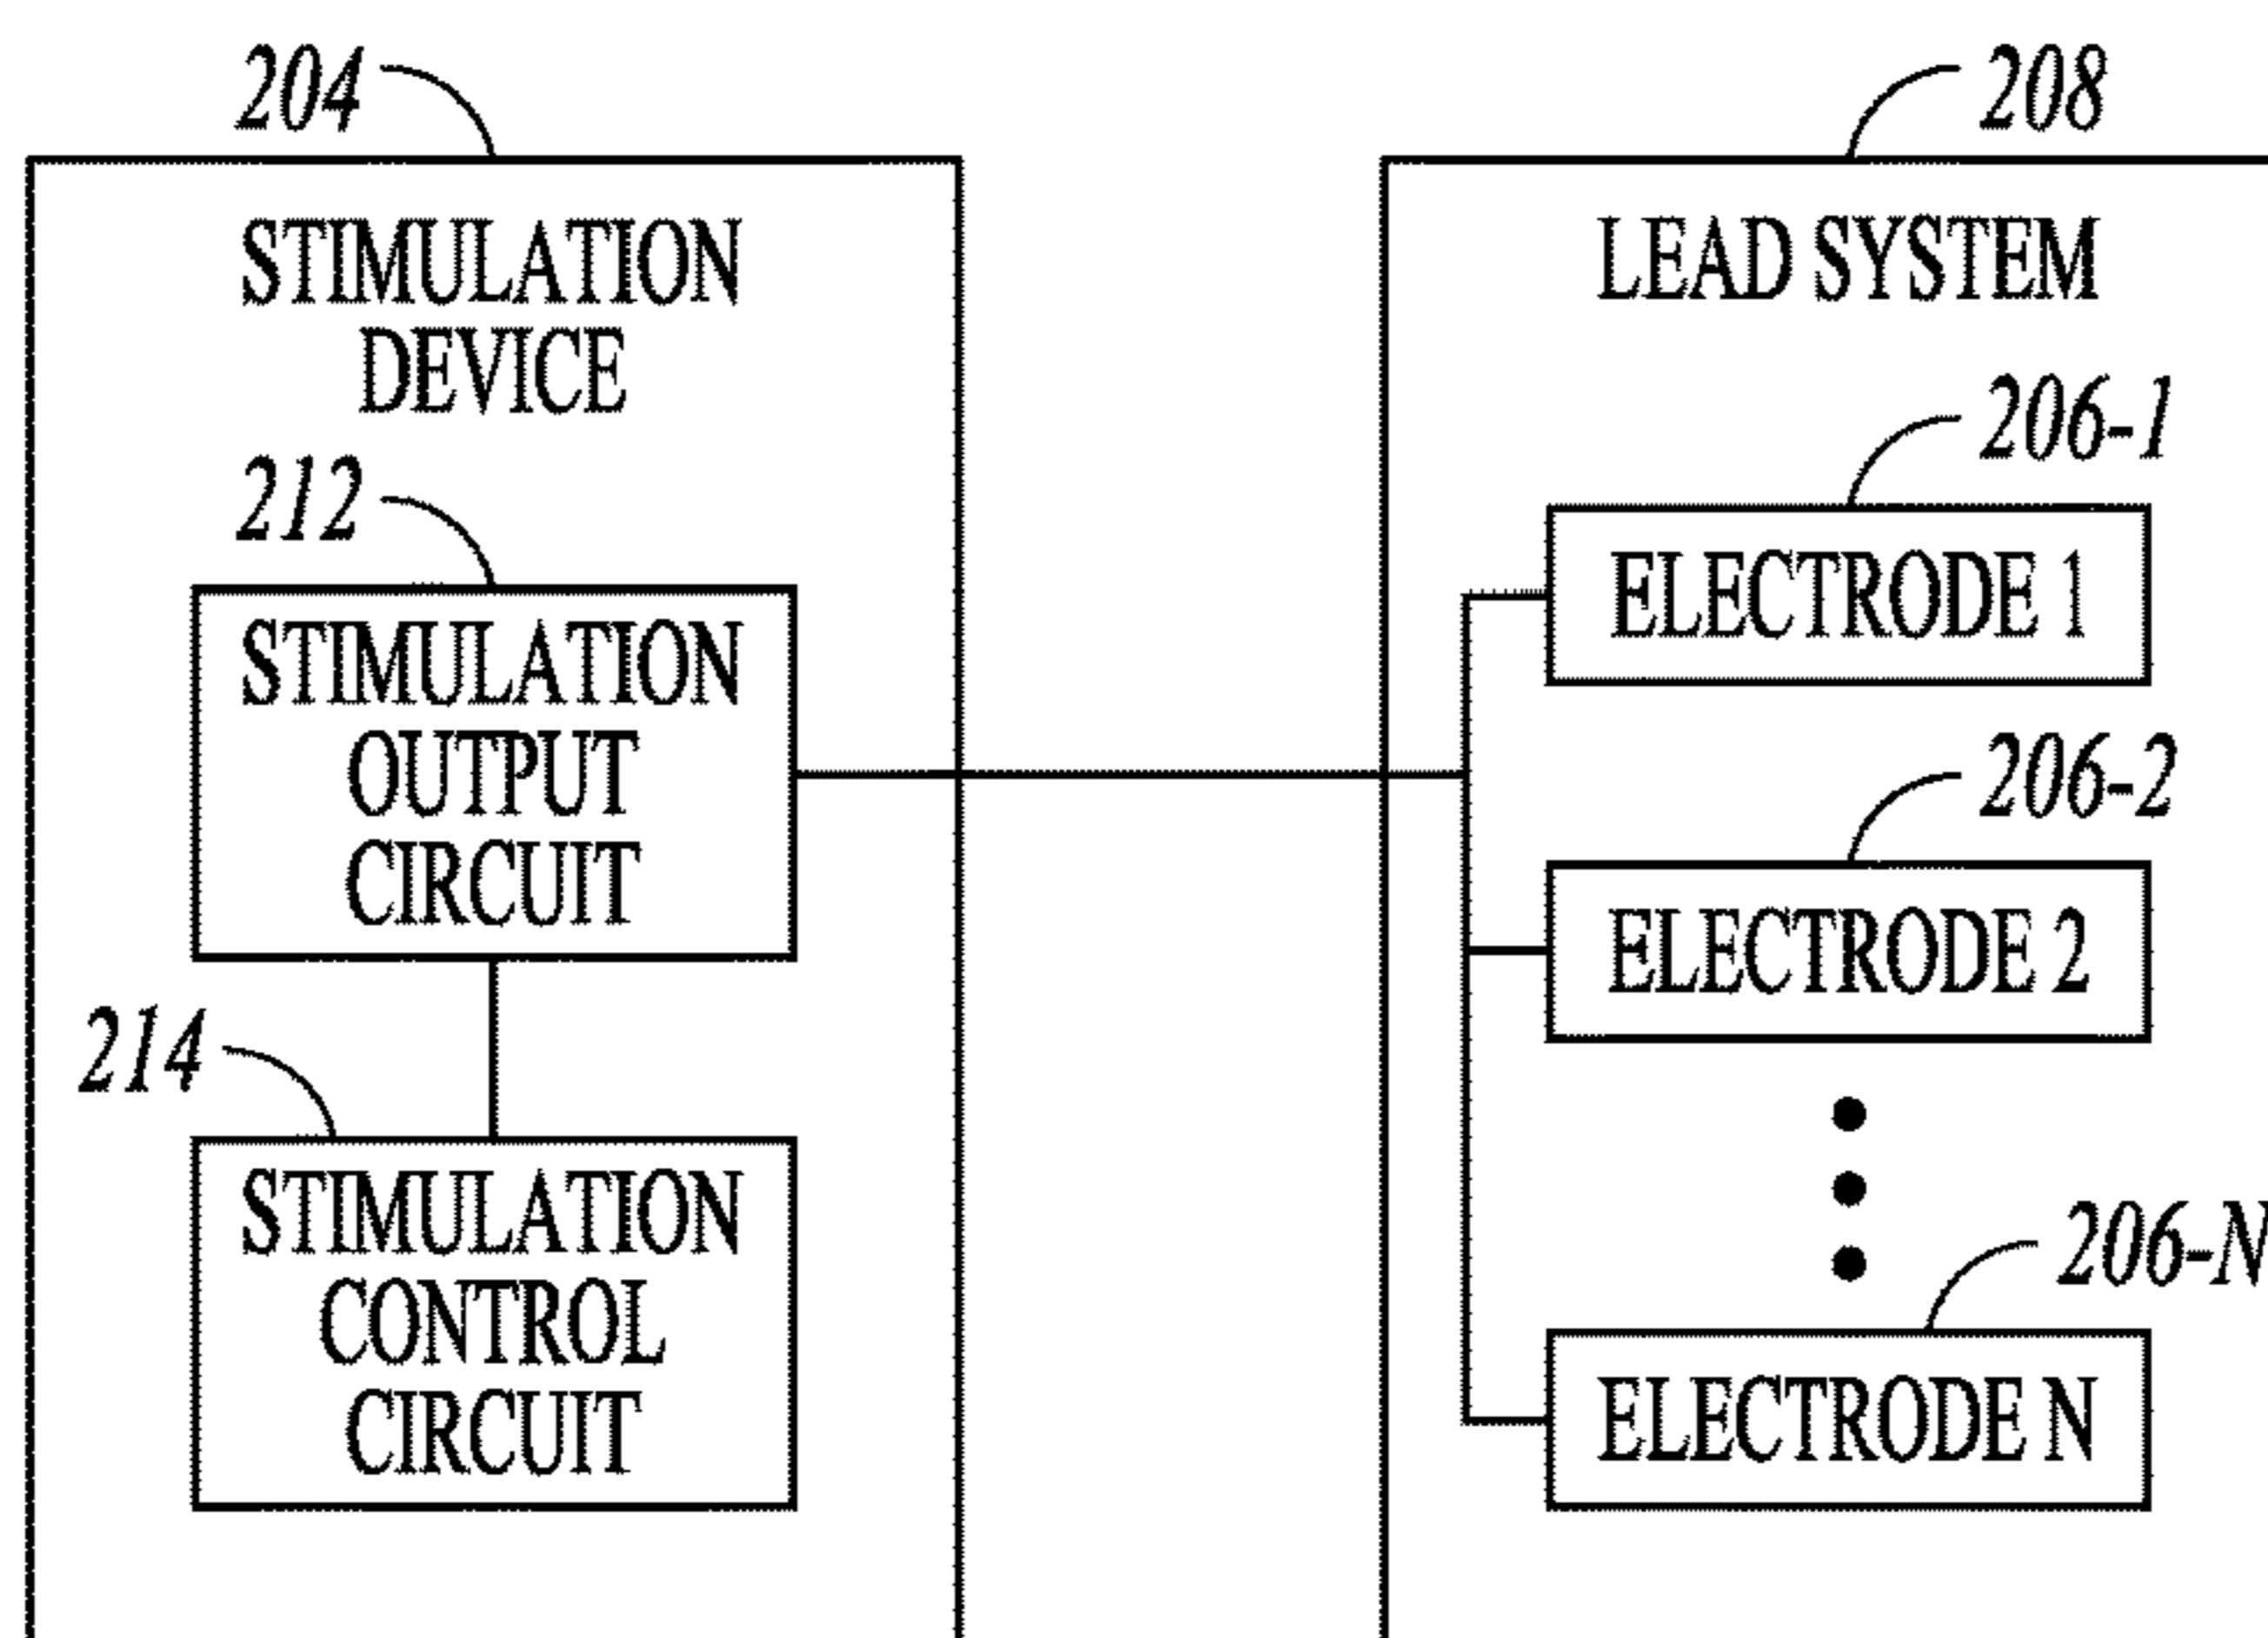 204
STIMULATION
DEVICE
212
STIMULATION
OUTPUT
CIRCUIT
214
STIMULATION
CONTROL
CIRCUIT
208
LEAD SYSTEM
206-1
ELECTRODE 1
206-2
ELECTRODE 2
206-N
ELECTRODE N